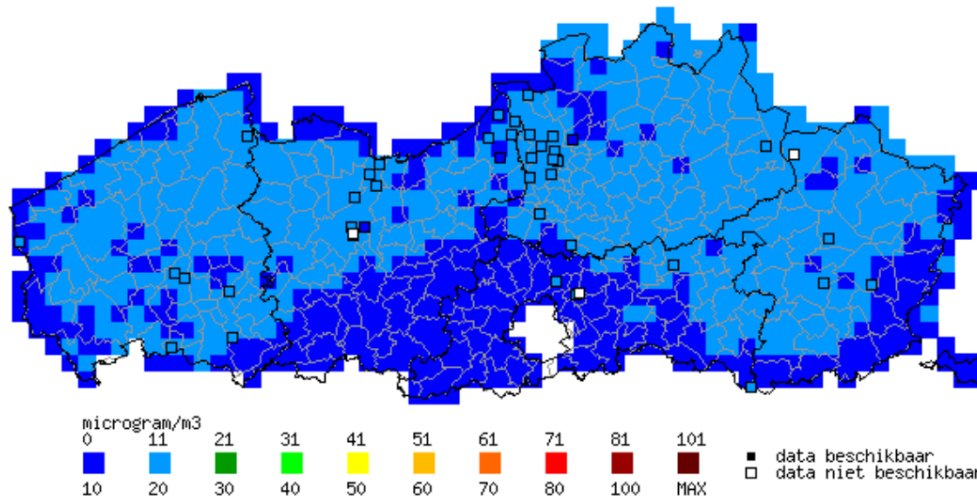 microgram/m3
0 11 21 31 41 51 61 71 81 101
10 20 30 40 50 60 70 80 100 MAX
data beschikbaar
data niet beschikbaar